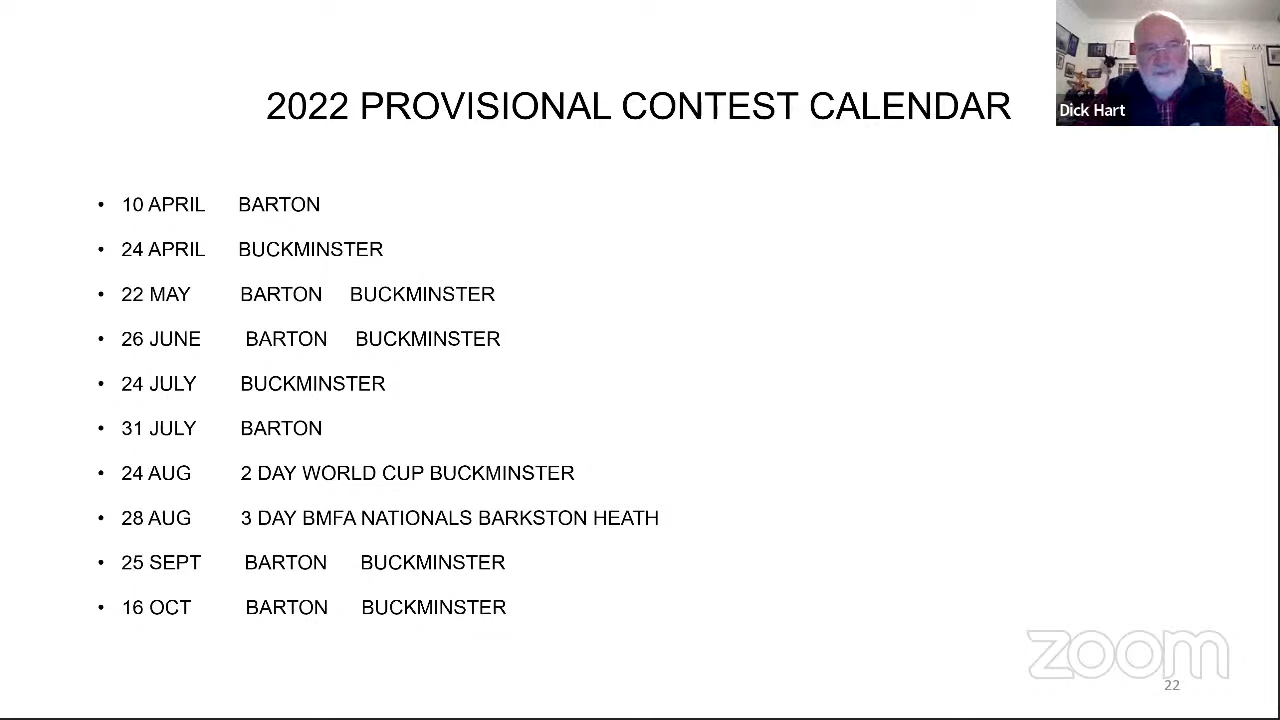 2022 PROVISIONAL CONTEST CALENDAR
Dick Hart
• 10 APRIL BARTON
• 24 APRIL BUCKMINSTER
• 22 MAY BARTON BUCKMINSTER
• 26 JUNE BARTON BUCKMINSTER
• 24 JULY BUCKMINSTER
• 31 JULY BARTON
• 24 AUG 2 DAY WORLD CUP BUCKMINSTER
• 28 AUG 3 DAY BMFA NATIONALS BARKSTON HEATH
• 25 SEPT BARTON BUCKMINSTER
• 16 OCT BARTON BUCKMINSTER
zoom
22